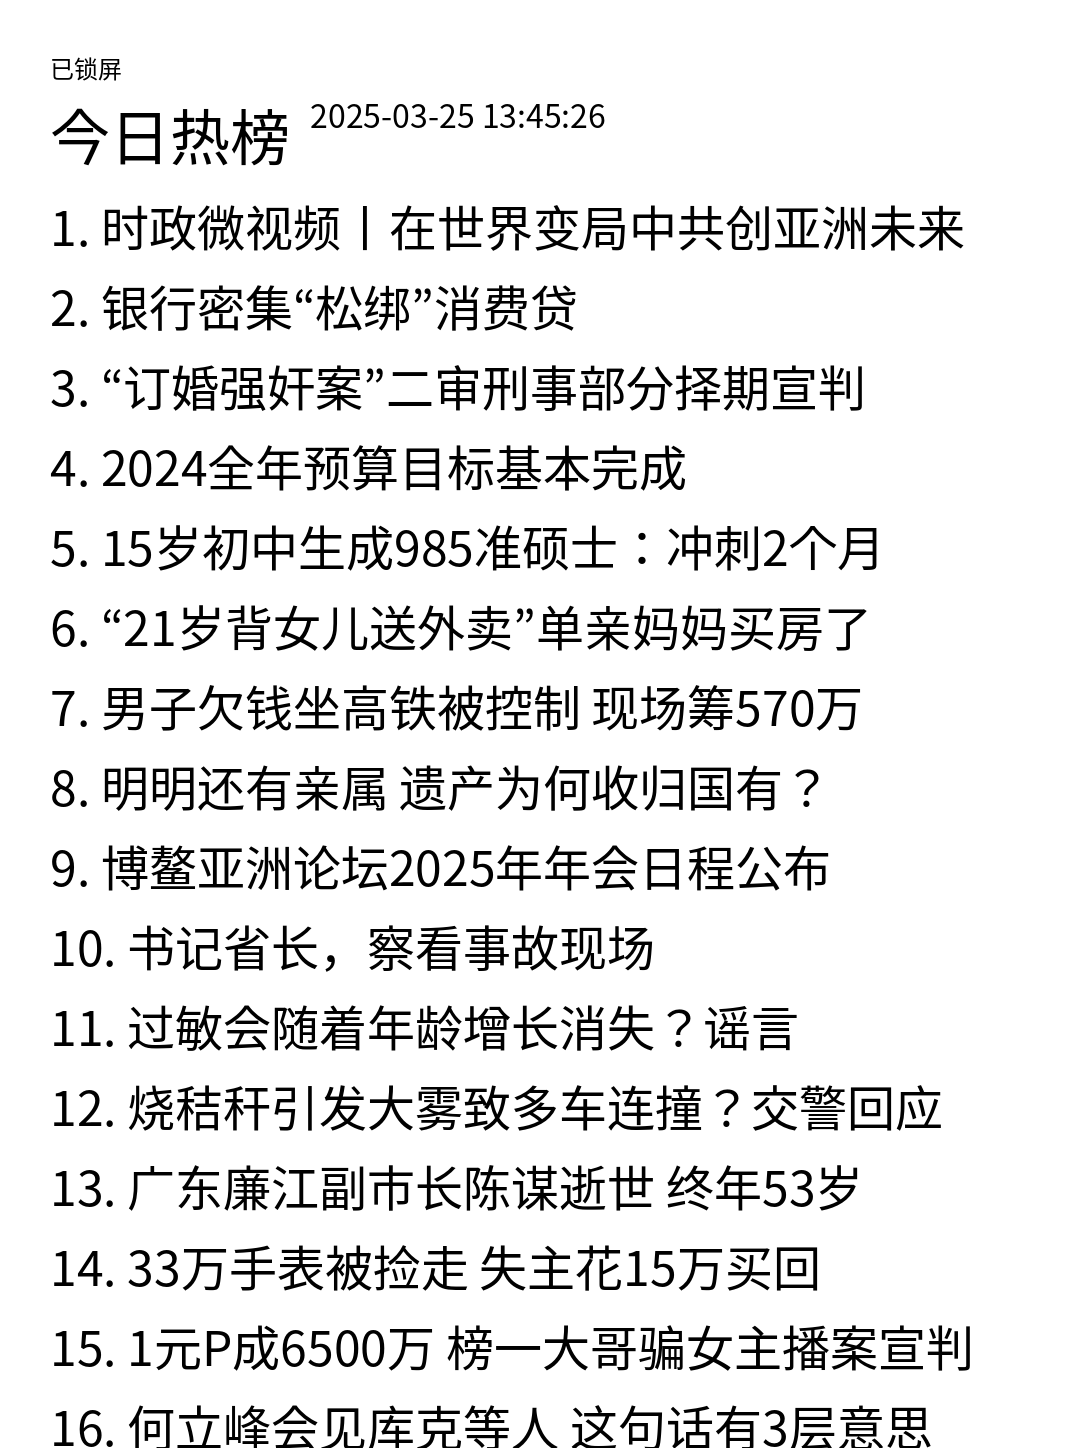 已锁屏
今日热榜 2025-03-25 13:45:26
1. 时政微视频丨在世界变局中共创亚洲未来
2. 银行密集“松绑”消费贷
3. “订婚强奸案”二审刑事部分择期宣判
4. 2024全年预算目标基本完成
5. 15岁初中生成985准硕士：冲刺2个月
6. “21岁背女儿送外卖”单亲妈妈买房了
7. 男子欠钱坐高铁被控制 现场筹570万
8. 明明还有亲属 遗产为何收归国有？
9. 博鳌亚洲论坛2025年年会日程公布
10. 书记省长，察看事故现场
11. 过敏会随着年龄增长消失？谣言
12. 烧秸秆引发大雾致多车连撞？交警回应
13. 广东廉江副市长陈谋逝世 终年53岁
14. 33万手表被捡走 失主花15万买回
15. 1元P成6500万 榜一大哥骗女主播案宣判
16. 何立峰会见库克等人 这句话有3层意思